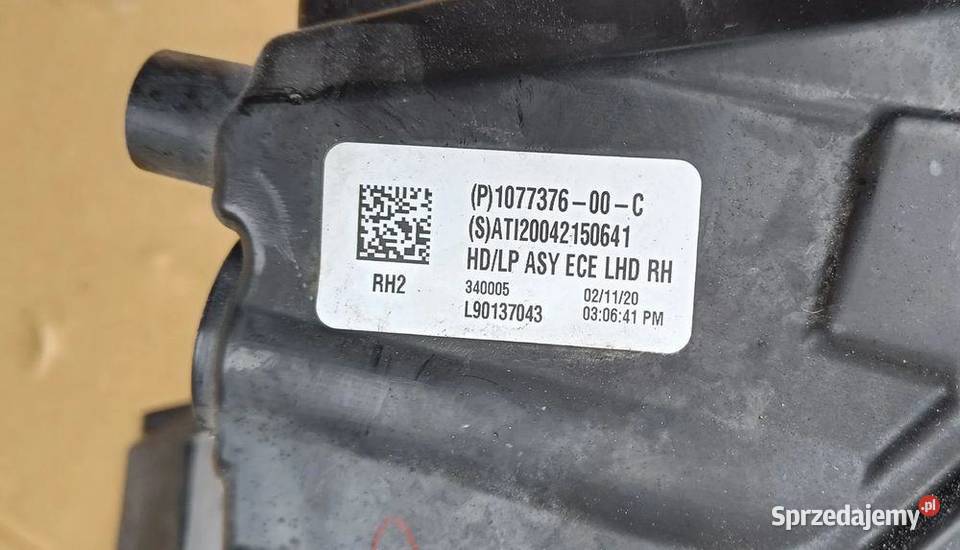 (P)1077376-00-C
(S)ATI20042150641
HD/LP ASY ECE LHD RH
RH2
340005 02/11/20
L90137043 03:06:41 PM
Sprzedajemy.pl